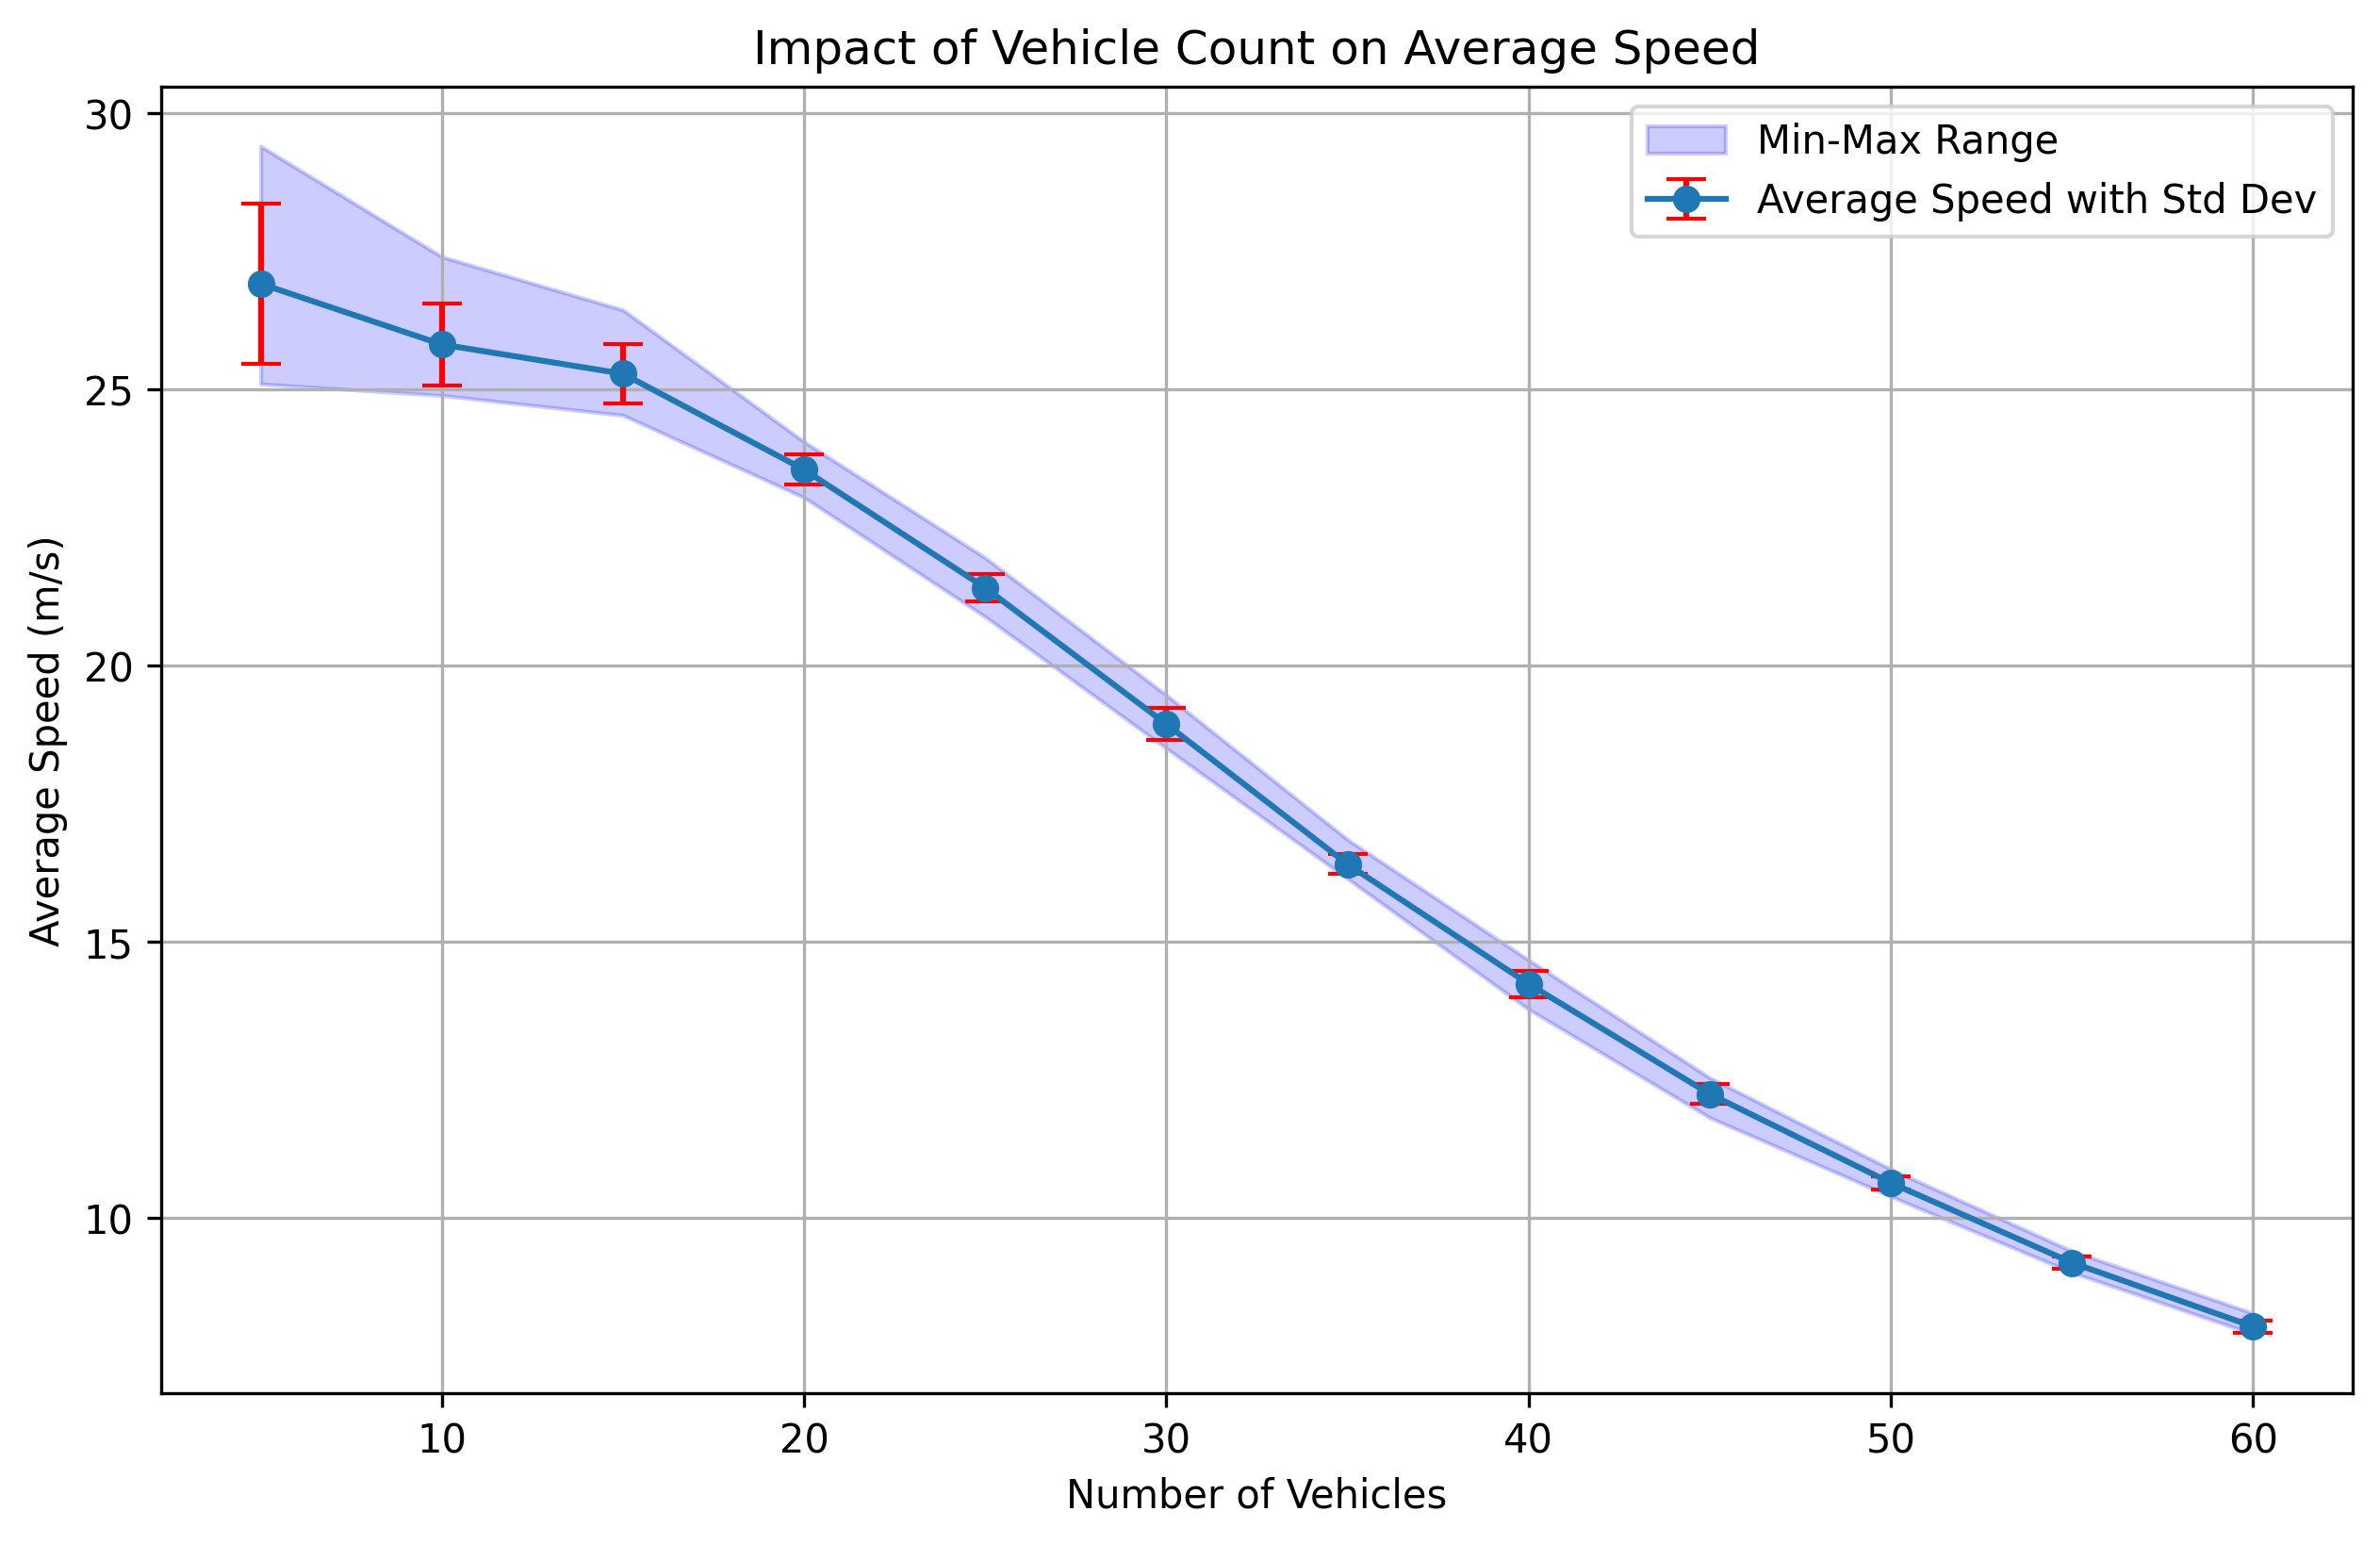 Impact of Vehicle Count on Average Speed
Min-Max Range
Average Speed with Std Dev
Average Speed (m/s)
30
25
20
15
10
10 20 30 40 50 60
Number of Vehicles